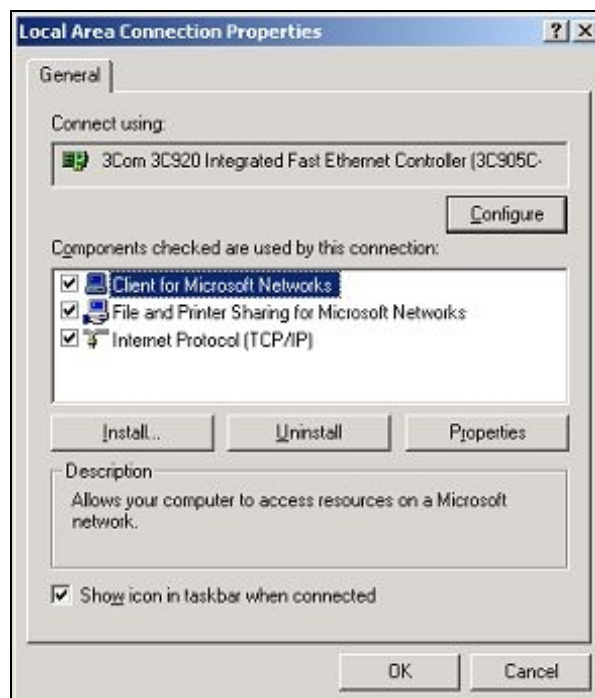 Local Area Connection Properties
General
Connect using:
3Com 3C920 Integrated Fast Ethernet Controller (3C905C-
Configure
Components checked are used by this connection:
Client for Microsoft Networks
File and Printer Sharing for Microsoft Networks
Internet Protocol (TCP/IP)
Install... Uninstall Properties
Description
Allows your computer to access resources on a Microsoft
network.
Show icon in taskbar when connected
OK Cancel